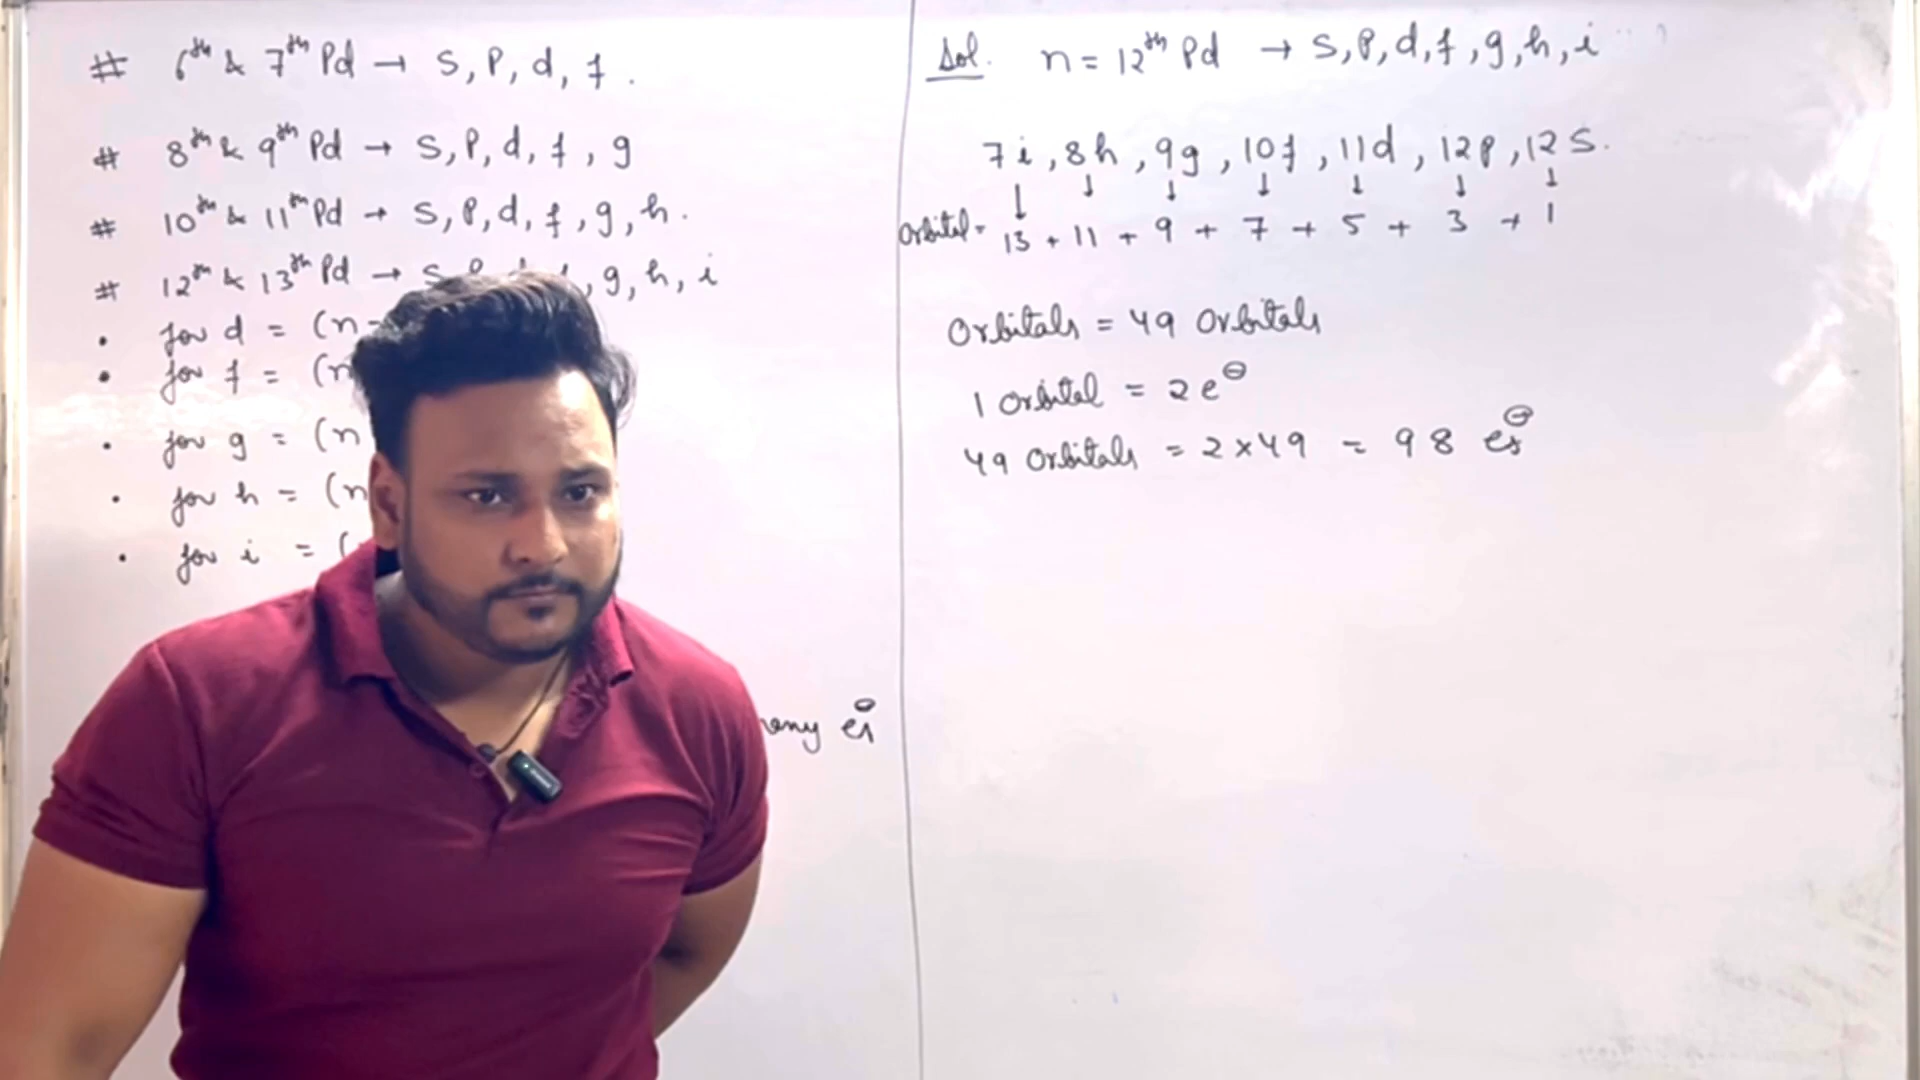 # 6th & 7th Pd → S, P, d, f.
# 8th & 9th Pd → S, P, d, f, g
# 10th & 11th Pd → S, P, d, f, g, h.
# 12th & 13th Pd → S g, h, i
• for d = (n-
• for f = (n
• for g = (n
• for h = (n
• for i = (
many e⊖s
Sol. n = 12th Pd → S, P, d, f, g, h, i
7i, 8h, 9g, 10f, 11d, 12p, 12s.
↓ ↓ ↓ ↓ ↓ ↓ ↓
Orbital = 13 + 11 + 9 + 7 + 5 + 3 + 1
Orbitals = 49 Orbitals
1 Orbital = 2e⊖
49 Orbitals = 2×49 = 98 e⊖s